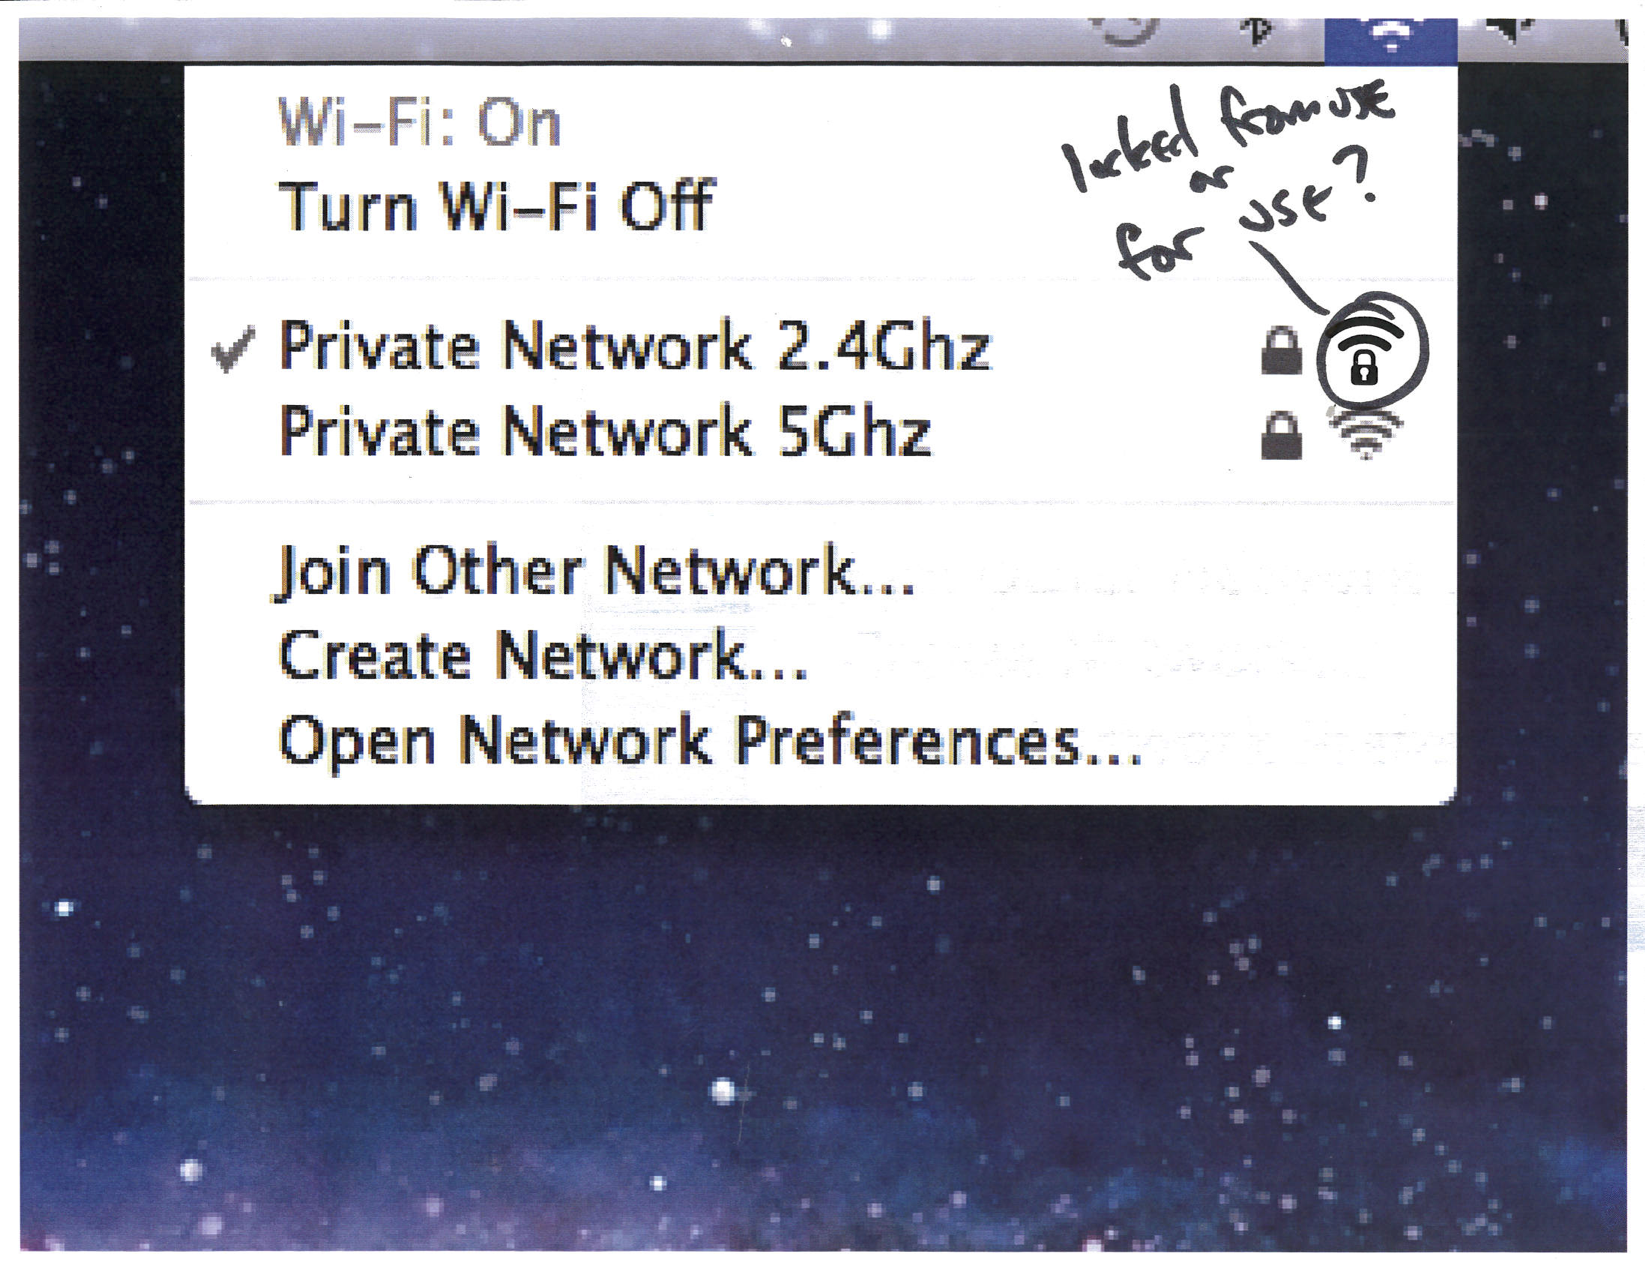 Wi-Fi: On
Turn Wi-Fi Off
locked from USE
or
for USE?
Private Network 2.4Ghz
Private Network 5Ghz
Join Other Network...
Create Network...
Open Network Preferences...